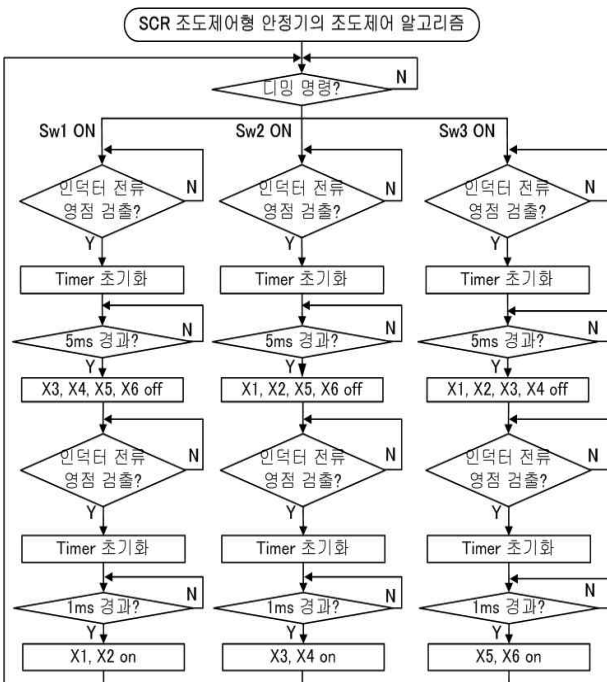 SCR 조도제어형 안정기의 조도제어 알고리즘
디밍 명령?
N
Sw1 ON
Sw2 ON
Sw3 ON
인덕터 전류
영점 검출?
N
Y
인덕터 전류
영점 검출?
N
Y
인덕터 전류
영점 검출?
N
Y
Timer 초기화
Timer 초기화
Timer 초기화
5ms 경과?
N
Y
5ms 경과?
N
Y
5ms 경과?
N
Y
X3, X4, X5, X6 off
X1, X2, X5, X6 off
X1, X2, X3, X4 off
인덕터 전류
영점 검출?
N
Y
인덕터 전류
영점 검출?
N
Y
인덕터 전류
영점 검출?
N
Y
Timer 초기화
Timer 초기화
Timer 초기화
1ms 경과?
N
Y
1ms 경과?
N
Y
1ms 경과?
N
Y
X1, X2 on
X3, X4 on
X5, X6 on